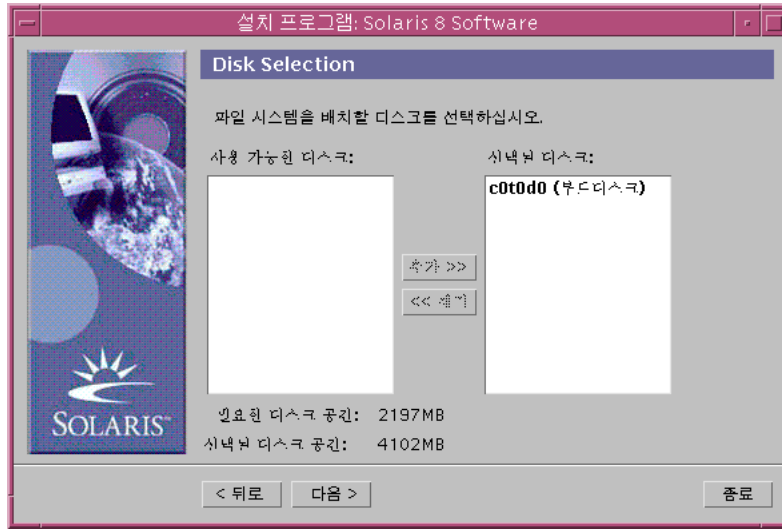 설치 프로그램: Solaris 8 Software
Disk Selection
파일 시스템을 배치할 디스크를 선택하십시오.
사용 가능한 디스크:
선택된 디스크:
c0t0d0 (부트디스크)
추가 >>
<< 제거
필요한 디스크 공간: 2197MB
선택된 디스크 공간: 4102MB
SOLARIS™
< 뒤로
다음 >
종료